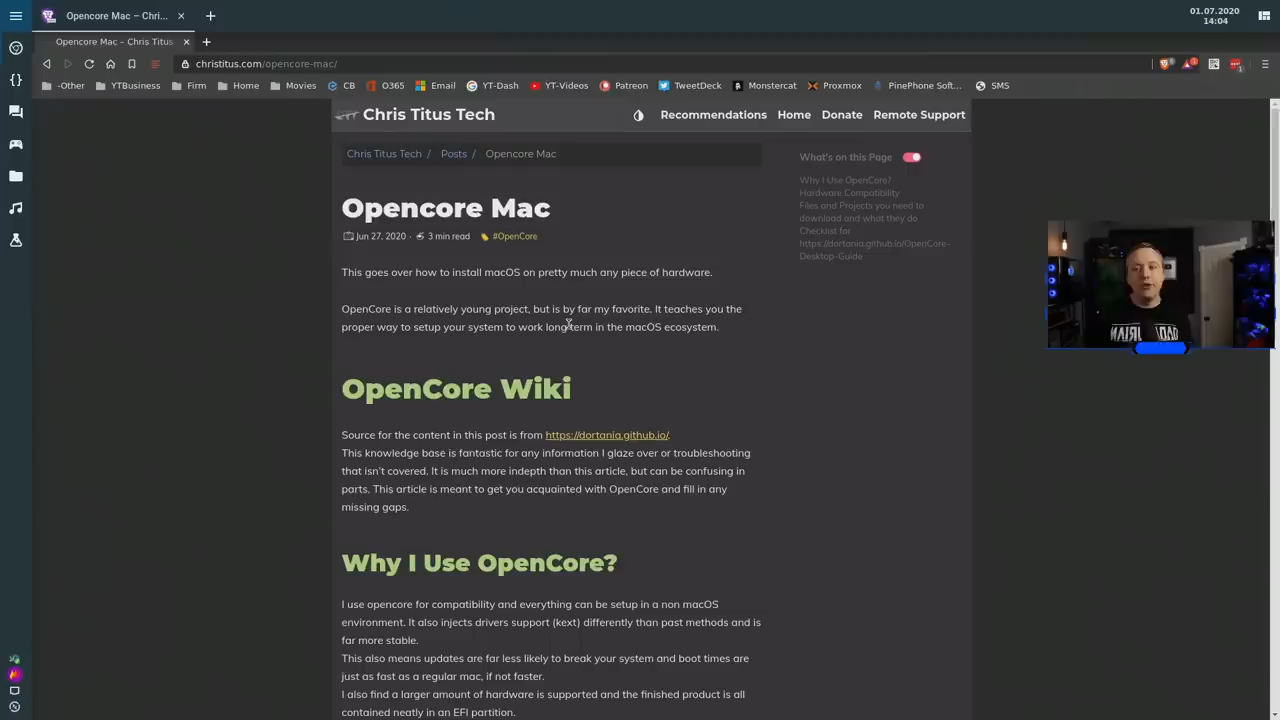 Opencore Mac – Chri...
01.07.2020
14:04
Opencore Mac – Chris Titus
christitus.com/opencore-mac/
-Other YTBusiness Firm Home Movies CB O365 Email YT-Dash YT-Videos Patreon TweetDeck Monstercat Proxmox PinePhone Soft... SMS
Chris Titus Tech
Recommendations Home Donate Remote Support
Chris Titus Tech / Posts / Opencore Mac
What's on this Page
Why I Use OpenCore?
Hardware Compatibility
Files and Projects you need to
download and what they do
Checklist for
https://dortania.github.io/OpenCore-
Desktop-Guide
Opencore Mac
Jun 27, 2020 · 3 min read #OpenCore
This goes over how to install macOS on pretty much any piece of hardware.
OpenCore is a relatively young project, but is by far my favorite. It teaches you the
proper way to setup your system to work longterm in the macOS ecosystem.
OpenCore Wiki
Source for the content in this post is from https://dortania.github.io/.
This knowledge base is fantastic for any information I glaze over or troubleshooting
that isn't covered. It is much more indepth than this article, but can be confusing in
parts. This article is meant to get you acquainted with OpenCore and fill in any
missing gaps.
Why I Use OpenCore?
I use opencore for compatibility and everything can be setup in a non macOS
environment. It also injects drivers support (kext) differently than past methods and is
far more stable.
This also means updates are far less likely to break your system and boot times are
just as fast as a regular mac, if not faster.
I also find a larger amount of hardware is supported and the finished product is all
contained neatly in an EFI partition.